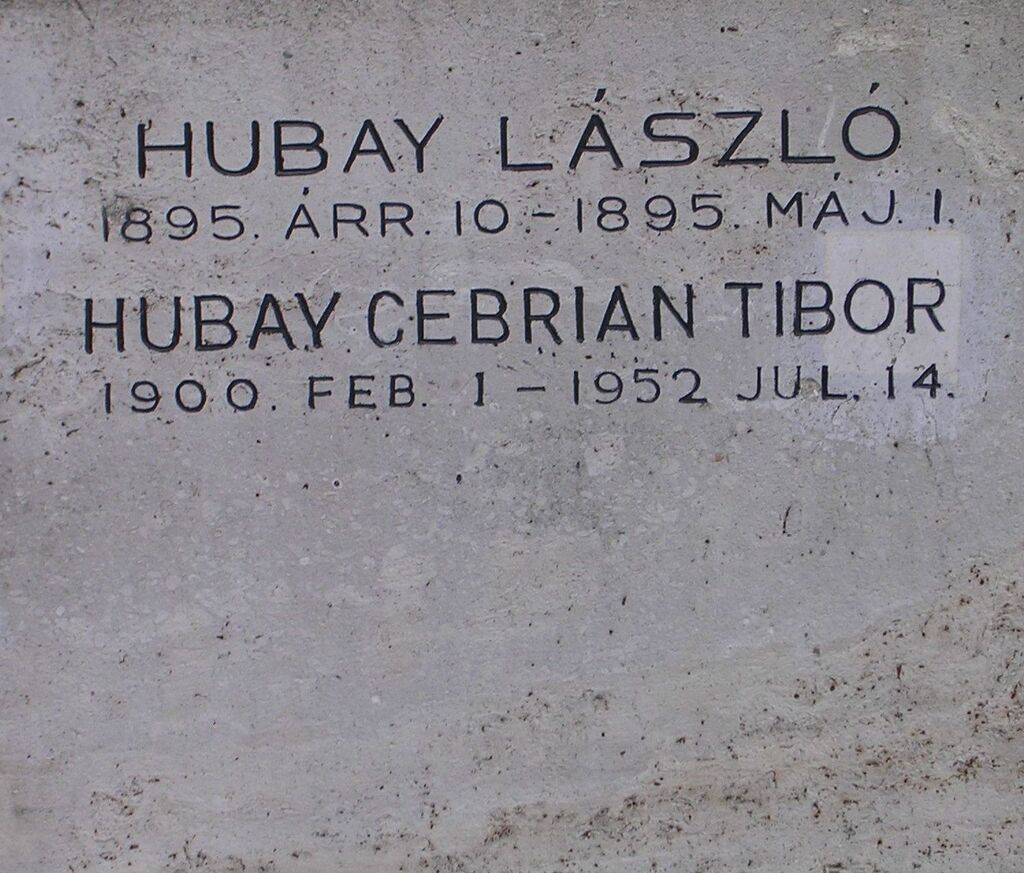 HUBAY LÁSZLÓ
1895. ÁRR. 10.-1895. MÁJ. 1.
HUBAY CEBRIAN TIBOR
1900. FEB. 1 - 1952 JUL. 14.